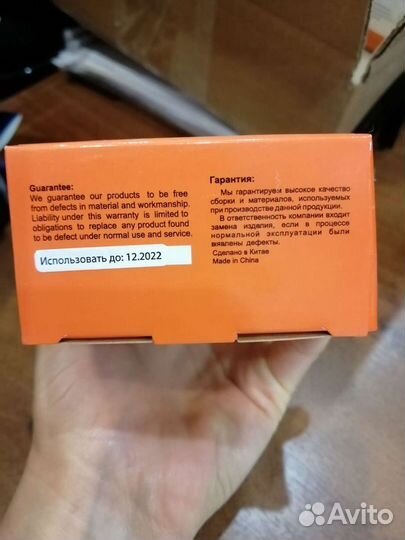 Guarantee:
We guarantee our products to be free
from defects in material and workmanship.
Liability under this warranty is limited to
obligations to replace any product found
to be defect under normal use and service.
Использовать до: 12.2022
Гарантия:
Мы гарантируем высокое качество
сборки и материалов, используемых
при производстве данной продукции.
В ответственность компании входит
замена изделия, если в процессе
нормальной эксплуатации были
выявлены дефекты.
Сделано в Китае
Made in China
Avito